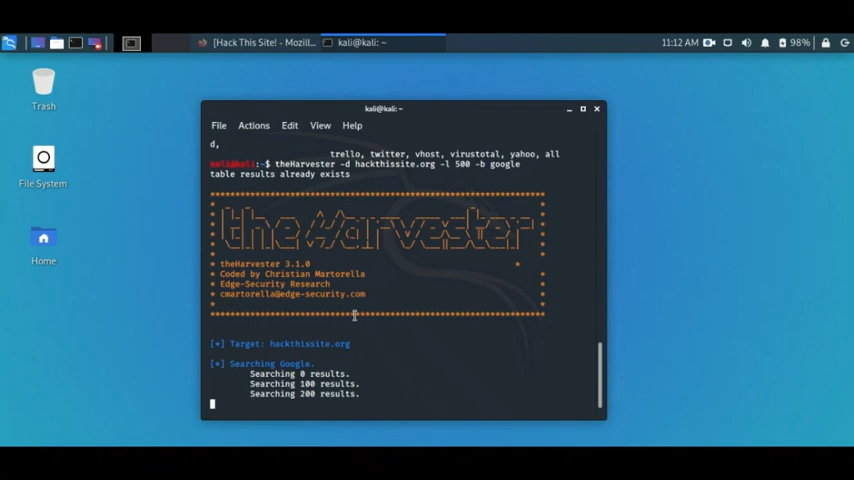 [Hack This Site! - Mozill...
kali@kali: ~
11:12 AM
98%
Trash
File System
Home
kali@kali: ~
File Actions Edit View Help
d,
trello, twitter, vhost, virustotal, yahoo, all
kali@kali:~$ theHarvester -d hackthissite.org -l 500 -b google
table results already exists
*******************************************************************
theHarvester
* theHarvester 3.1.0 *
* Coded by Christian Martorella *
* Edge-Security Research *
* cmartorella@edge-security.com *
* *
*******************************************************************
[*] Target: hackthissite.org
[*] Searching Google.
Searching 0 results.
Searching 100 results.
Searching 200 results.